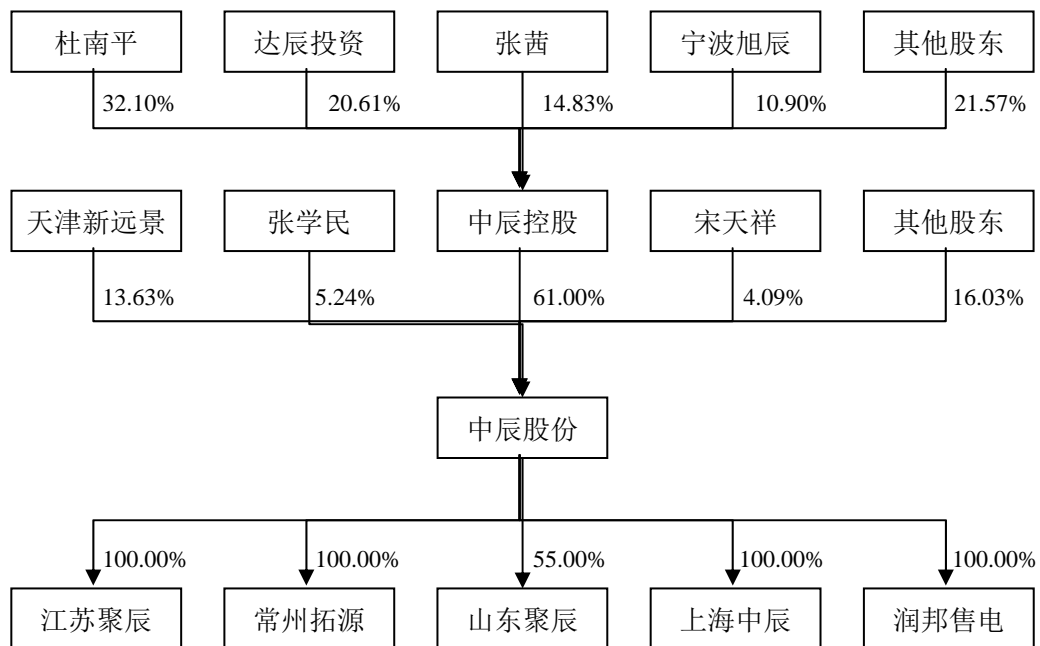 杜南平 达辰投资 张茜 宁波旭辰 其他股东
32.10% 20.61% 14.83% 10.90% 21.57%
天津新远景 张学民 中辰控股 宋天祥 其他股东
13.63% 5.24% 61.00% 4.09% 16.03%
中辰股份
100.00% 100.00% 55.00% 100.00% 100.00%
江苏聚辰 常州拓源 山东聚辰 上海中辰 润邦售电